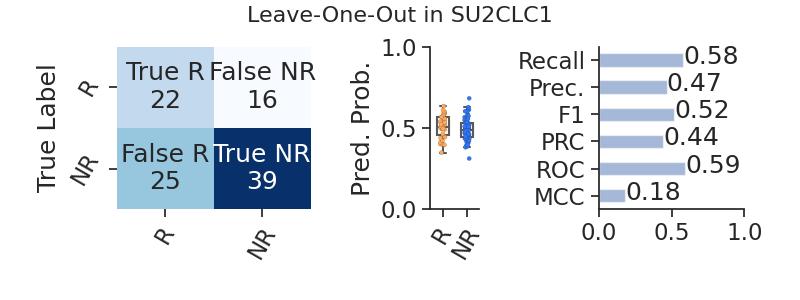 Leave-One-Out in SU2CLC1
True Label
R
NR
True R
22
False NR
16
False R
25
True NR
39
R
NR
Pred. Prob.
1.0
0.5
0.0
R
NR
Recall
Prec.
F1
PRC
ROC
MCC
0.58
0.47
0.52
0.44
0.59
0.18
0.0
0.5
1.0